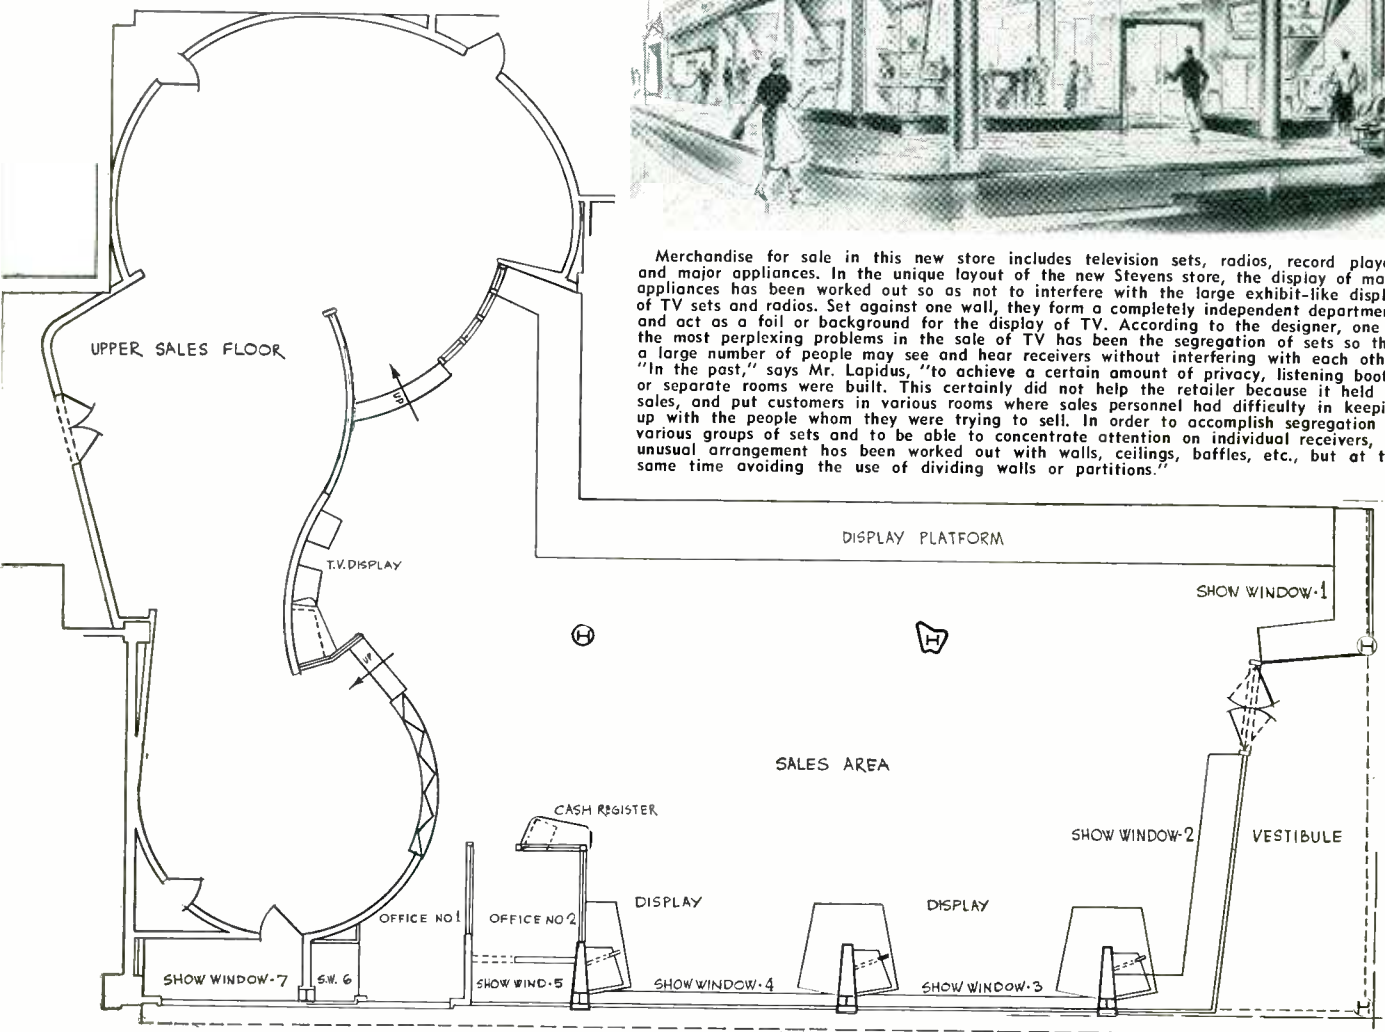 Merchandise for sale in this new store includes television sets, radios, record playe
and major appliances. In the unique layout of the new Stevens store, the display of ma
appliances has been worked out so as not to interfere with the large exhibit-like displ
of TV sets and radios. Set against one wall, they form a completely independent departmen
and act as a foil or background for the display of TV. According to the designer, one
the most perplexing problems in the sale of TV has been the segregation of sets so th
a large number of people may see and hear receivers without interfering with each oth
"In the past," says Mr. Lapidus, "to achieve a certain amount of privacy, listening boot
or separate rooms were built. This certainly did not help the retailer because it held
sales, and put customers in various rooms where sales personnel had difficulty in keepi
up with the people whom they were trying to sell. In order to accomplish segregation
various groups of sets and to be able to concentrate attention on individual receivers,
unusual arrangement hos been worked out with walls, ceilings, baffles, etc., but at t
same time avoiding the use of dividing walls or partitions."
UPPER SALES FLOOR
UP
DISPLAY PLATFORM
T.V. DISPLAY
SHOW WINDOW·1
H
H
H
UP
SALES AREA
CASH REGISTER
SHOW WINDOW-2
VESTIBULE
DISPLAY
DISPLAY
OFFICE NO 1
OFFICE NO 2
SHOW WINDOW-7
S.W. 6
SHOW WIND·5
SHOW WINDOW·4
SHOW WINDOW·3
H